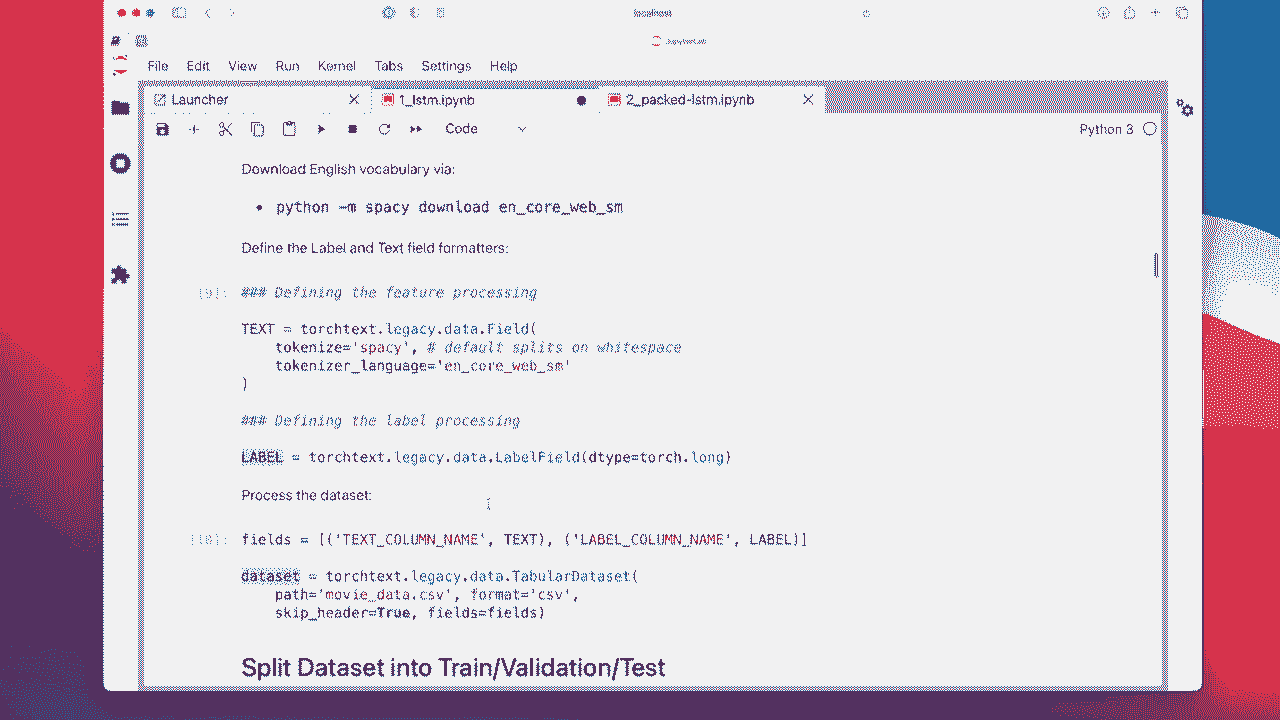 localhost
JupyterLab
File Edit View Run Kernel Tabs Settings Help
Launcher 1_lstm.ipynb 2_packed-lstm.ipynb
Code Python 3
Download English vocabulary via:
• python -m spacy download en_core_web_sm
Define the Label and Text field formatters:
[9]: ### Defining the feature processing
TEXT = torchtext.legacy.data.Field(
tokenize='spacy', # default splits on whitespace
tokenizer_language='en_core_web_sm'
)
### Defining the label processing
LABEL = torchtext.legacy.data.LabelField(dtype=torch.long)
Process the dataset:
[10]: fields = [('TEXT_COLUMN_NAME', TEXT), ('LABEL_COLUMN_NAME', LABEL)]
dataset = torchtext.legacy.data.TabularDataset(
path='movie_data.csv', format='csv',
skip_header=True, fields=fields)
Split Dataset into Train/Validation/Test